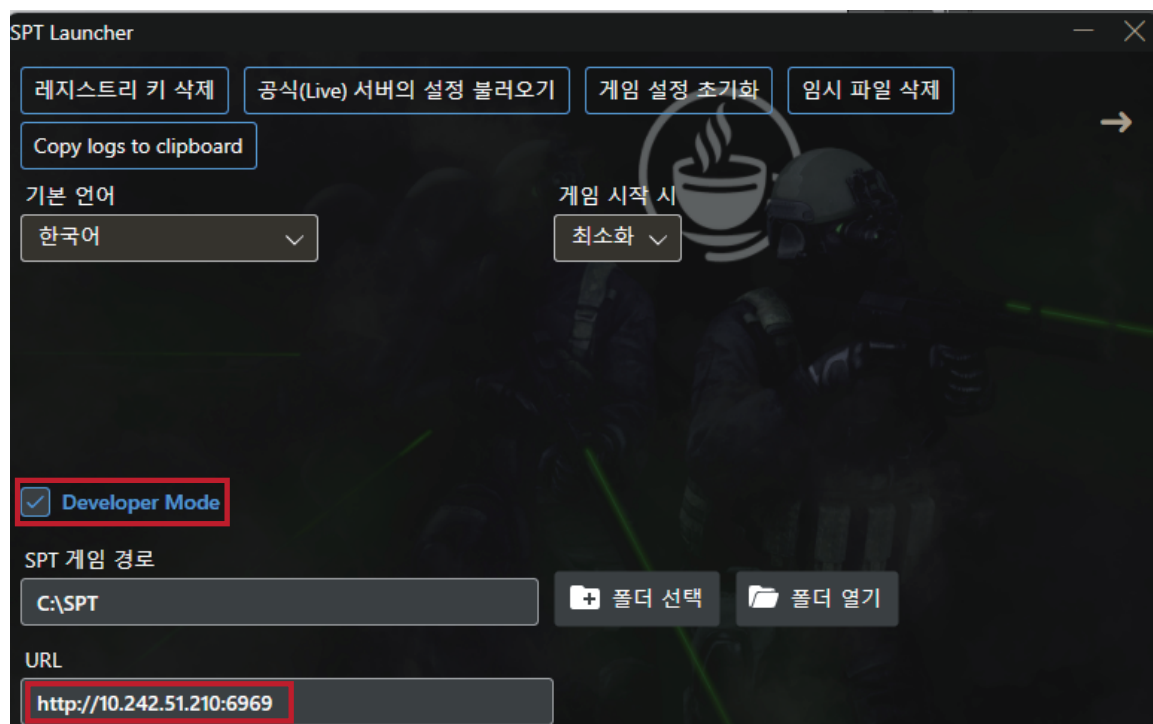 SPT Launcher
레지스트리 키 삭제 공식(Live) 서버의 설정 불러오기 게임 설정 초기화 임시 파일 삭제
Copy logs to clipboard
기본 언어 게임 시작 시
한국어 최소화
Developer Mode
SPT 게임 경로
C:\SPT 폴더 선택 폴더 열기
URL
http://10.242.51.210:6969